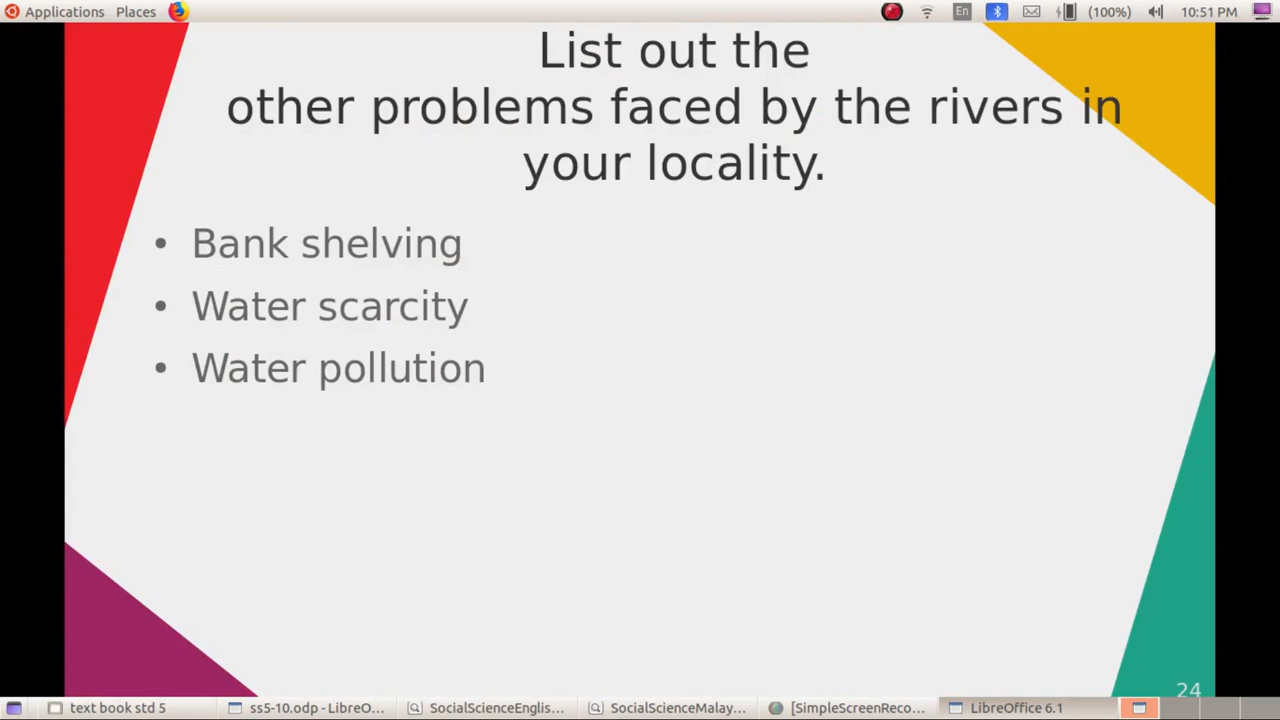 Applications Places En (100%) 10:51 PM
List out the
other problems faced by the rivers in
your locality.
• Bank shelving
• Water scarcity
• Water pollution
24
text book std 5 ss5-10.odp - LibreO... SocialScienceEnglis... SocialScienceMalay... [SimpleScreenReco... LibreOffice 6.1